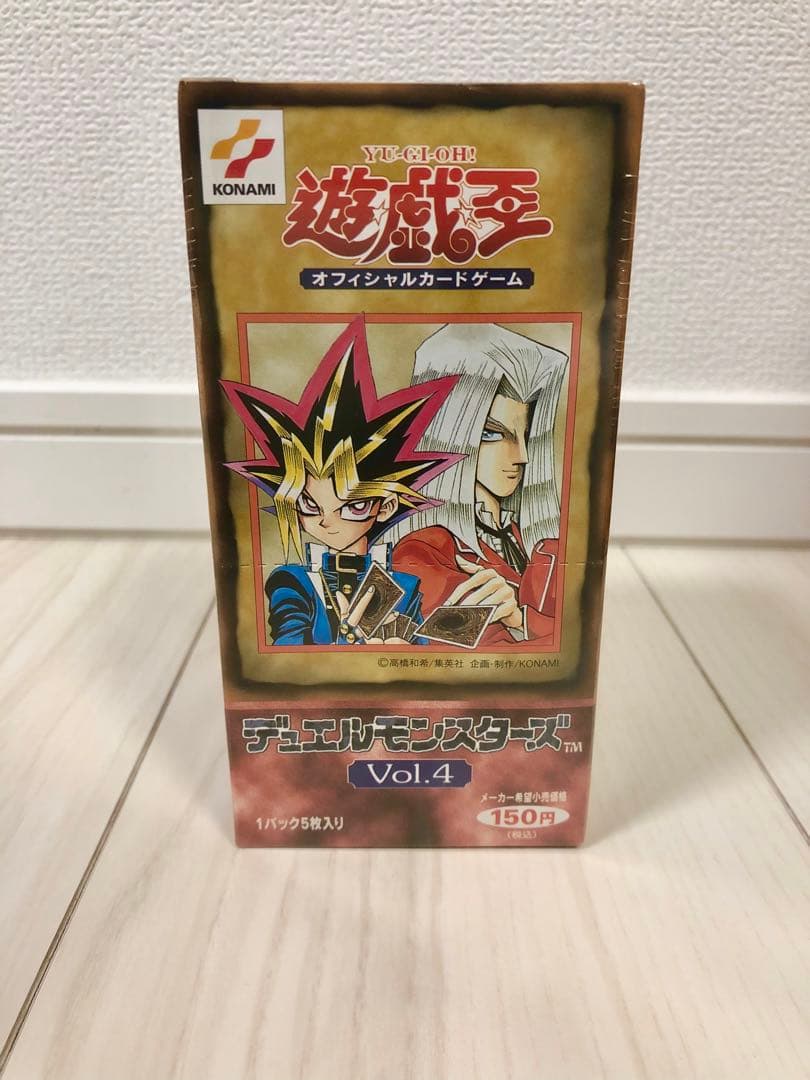 KONAMI
YU-GI-OH!
遊☆戯☆王
オフィシャルカードゲーム
©高橋和希/集英社 企画・制作/KONAMI
デュエルモンスターズ™
Vol.4
1パック5枚入り
メーカー希望小売価格
150円
(税込)